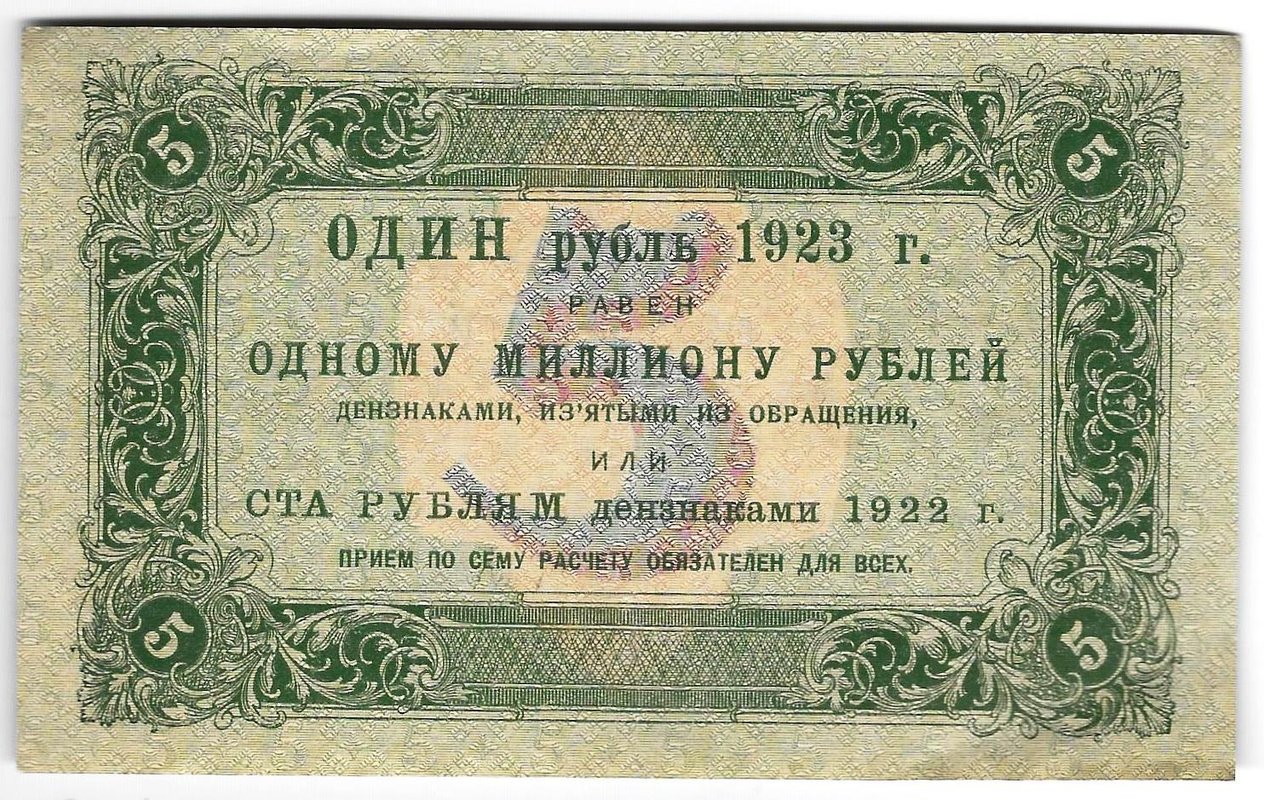 5 5
ОДИН рубль 1923 г.
РАВЕН
ОДНОМУ МИЛЛИОНУ РУБЛЕЙ
ДЕНЗНАКАМИ, ИЗ'ЯТЫМИ ИЗ ОБРАЩЕНИЯ,
ИЛИ
СТА РУБЛЯМ дензнаками 1922 г.
ПРИЕМ ПО СЕМУ РАСЧЕТУ ОБЯЗАТЕЛЕН ДЛЯ ВСЕХ.
5
5 5